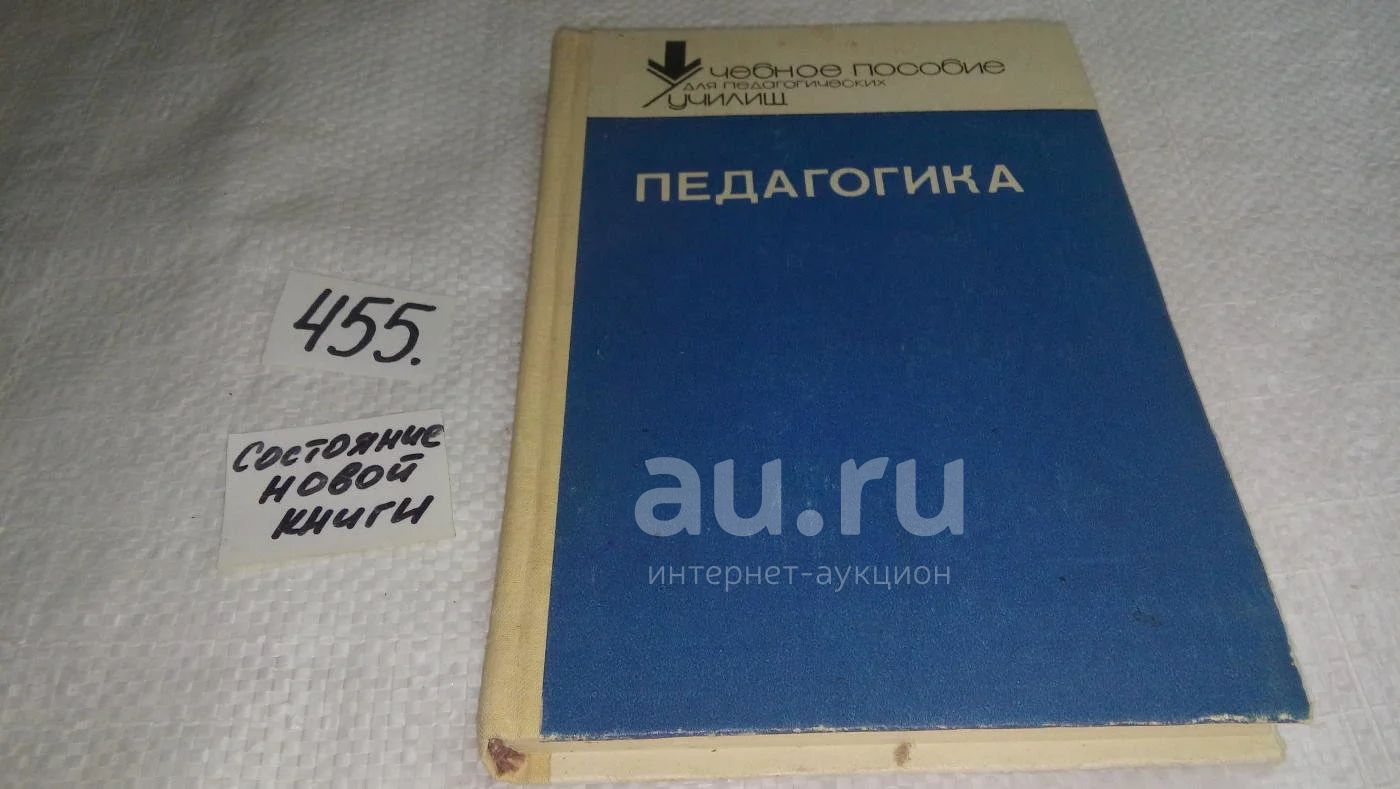 Учебное пособие
для педагогических
училищ
ПЕДАГОГИКА
455.
Состояние
новой
книги
au.ru
интернет-аукцион